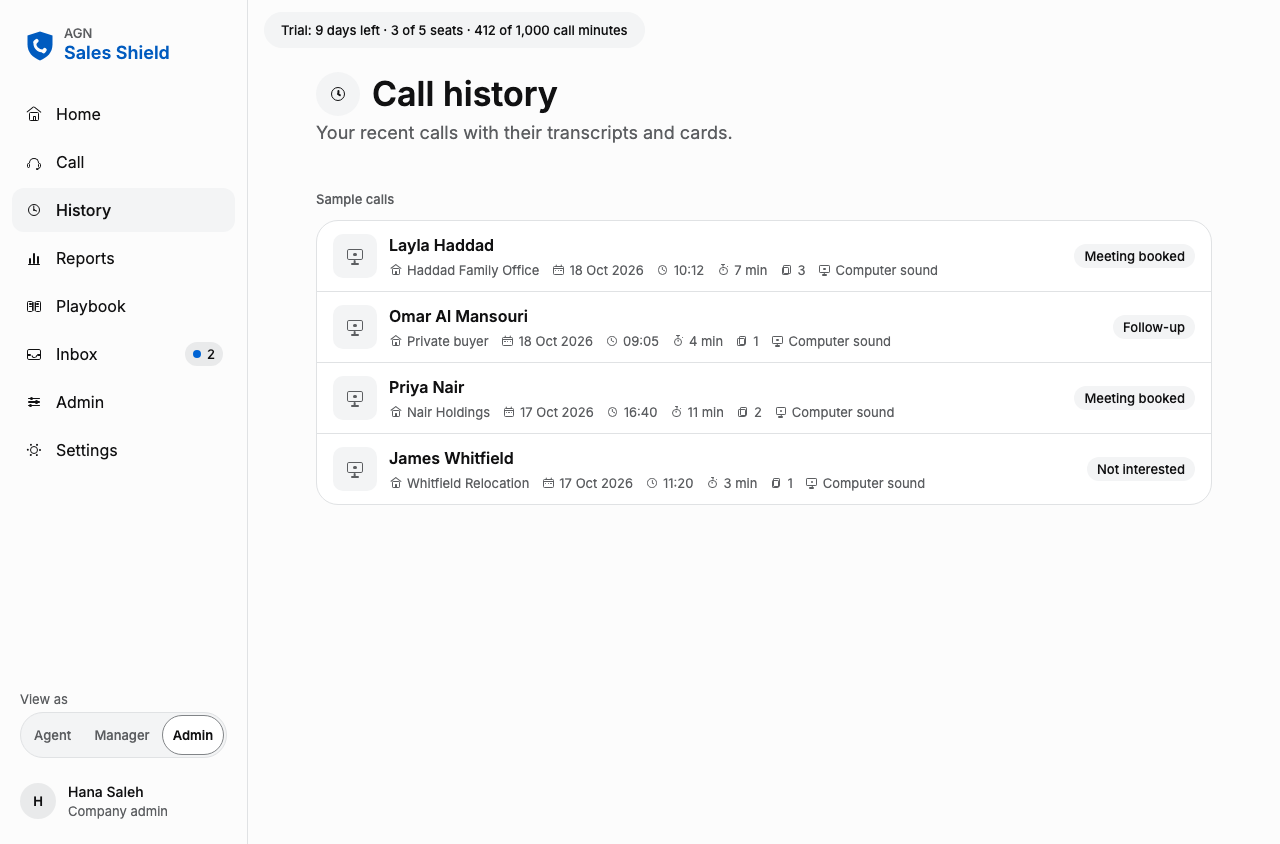 AGN
Sales Shield
Home
Call
History
Reports
Playbook
Inbox 2
Admin
Settings
View as
Agent Manager Admin
H
Hana Saleh
Company admin
Trial: 9 days left · 3 of 5 seats · 412 of 1,000 call minutes
Call history
Your recent calls with their transcripts and cards.
Sample calls
Layla Haddad
Haddad Family Office 18 Oct 2026 10:12 7 min 3 Computer sound
Meeting booked
Omar Al Mansouri
Private buyer 18 Oct 2026 09:05 4 min 1 Computer sound
Follow-up
Priya Nair
Nair Holdings 17 Oct 2026 16:40 11 min 2 Computer sound
Meeting booked
James Whitfield
Whitfield Relocation 17 Oct 2026 11:20 3 min 1 Computer sound
Not interested